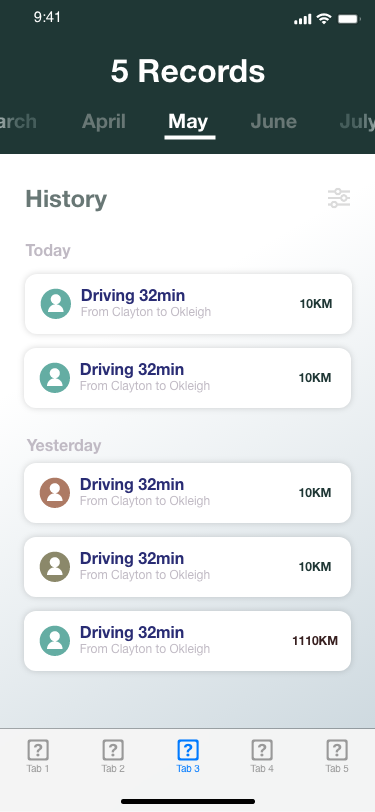 9:41
5 Records
arch April May June July
History
Today
Driving 32min
From Clayton to Okleigh
10KM
Driving 32min
From Clayton to Okleigh
10KM
Yesterday
Driving 32min
From Clayton to Okleigh
10KM
Driving 32min
From Clayton to Okleigh
10KM
Driving 32min
From Clayton to Okleigh
1110KM
? ? ? ? ?
Tab 1 Tab 2 Tab 3 Tab 4 Tab 5